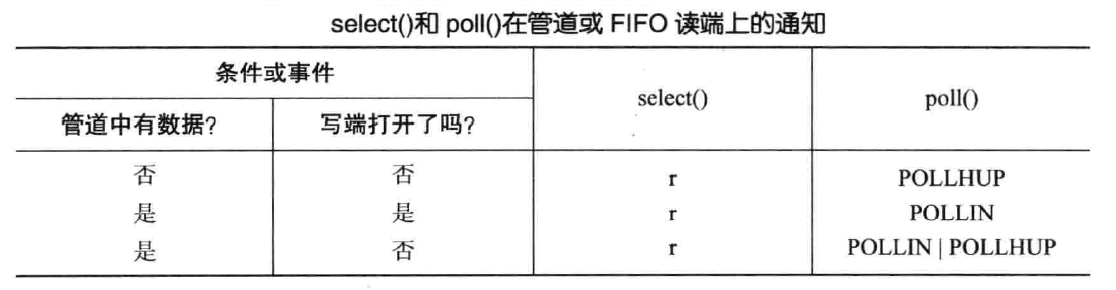 select()和 poll()在管道或 FIFO 读端上的通知
条件或事件 select() poll()
管道中有数据? 写端打开了吗?
否 否 r POLLHUP
是 是 r POLLIN
是 否 r POLLIN | POLLHUP